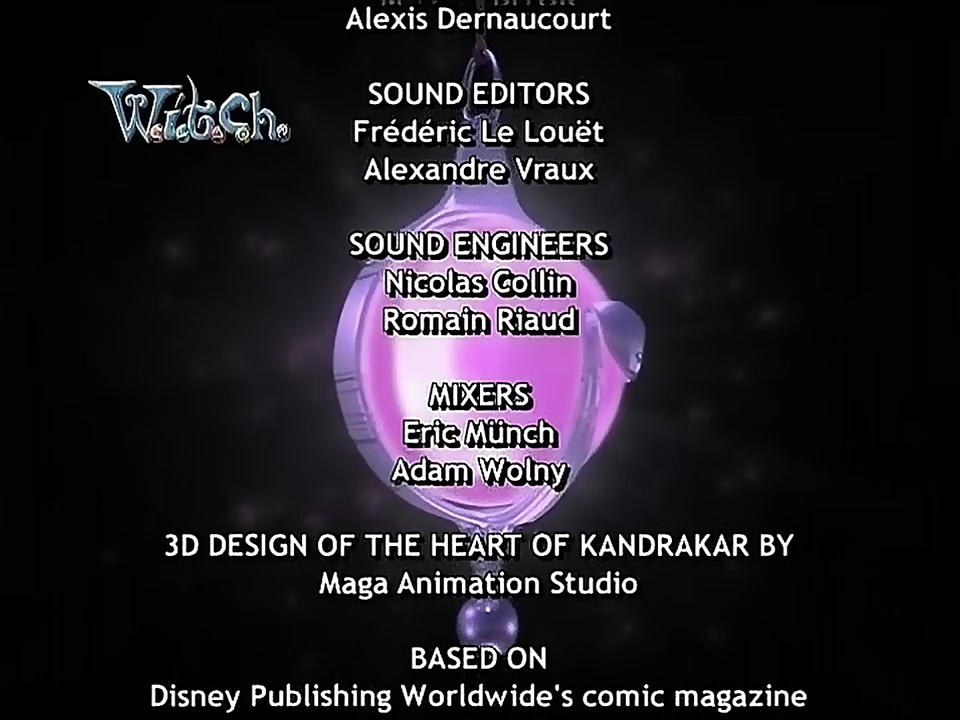 Alexis Dernaucourt
W.i.t.c.h.
SOUND EDITORS
Frédéric Le Louët
Alexandre Vraux
SOUND ENGINEERS
Nicolas Collin
Romain Riaud
MIXERS
Eric Münch
Adam Wolny
3D DESIGN OF THE HEART OF KANDRAKAR BY
Maga Animation Studio
BASED ON
Disney Publishing Worldwide's comic magazine